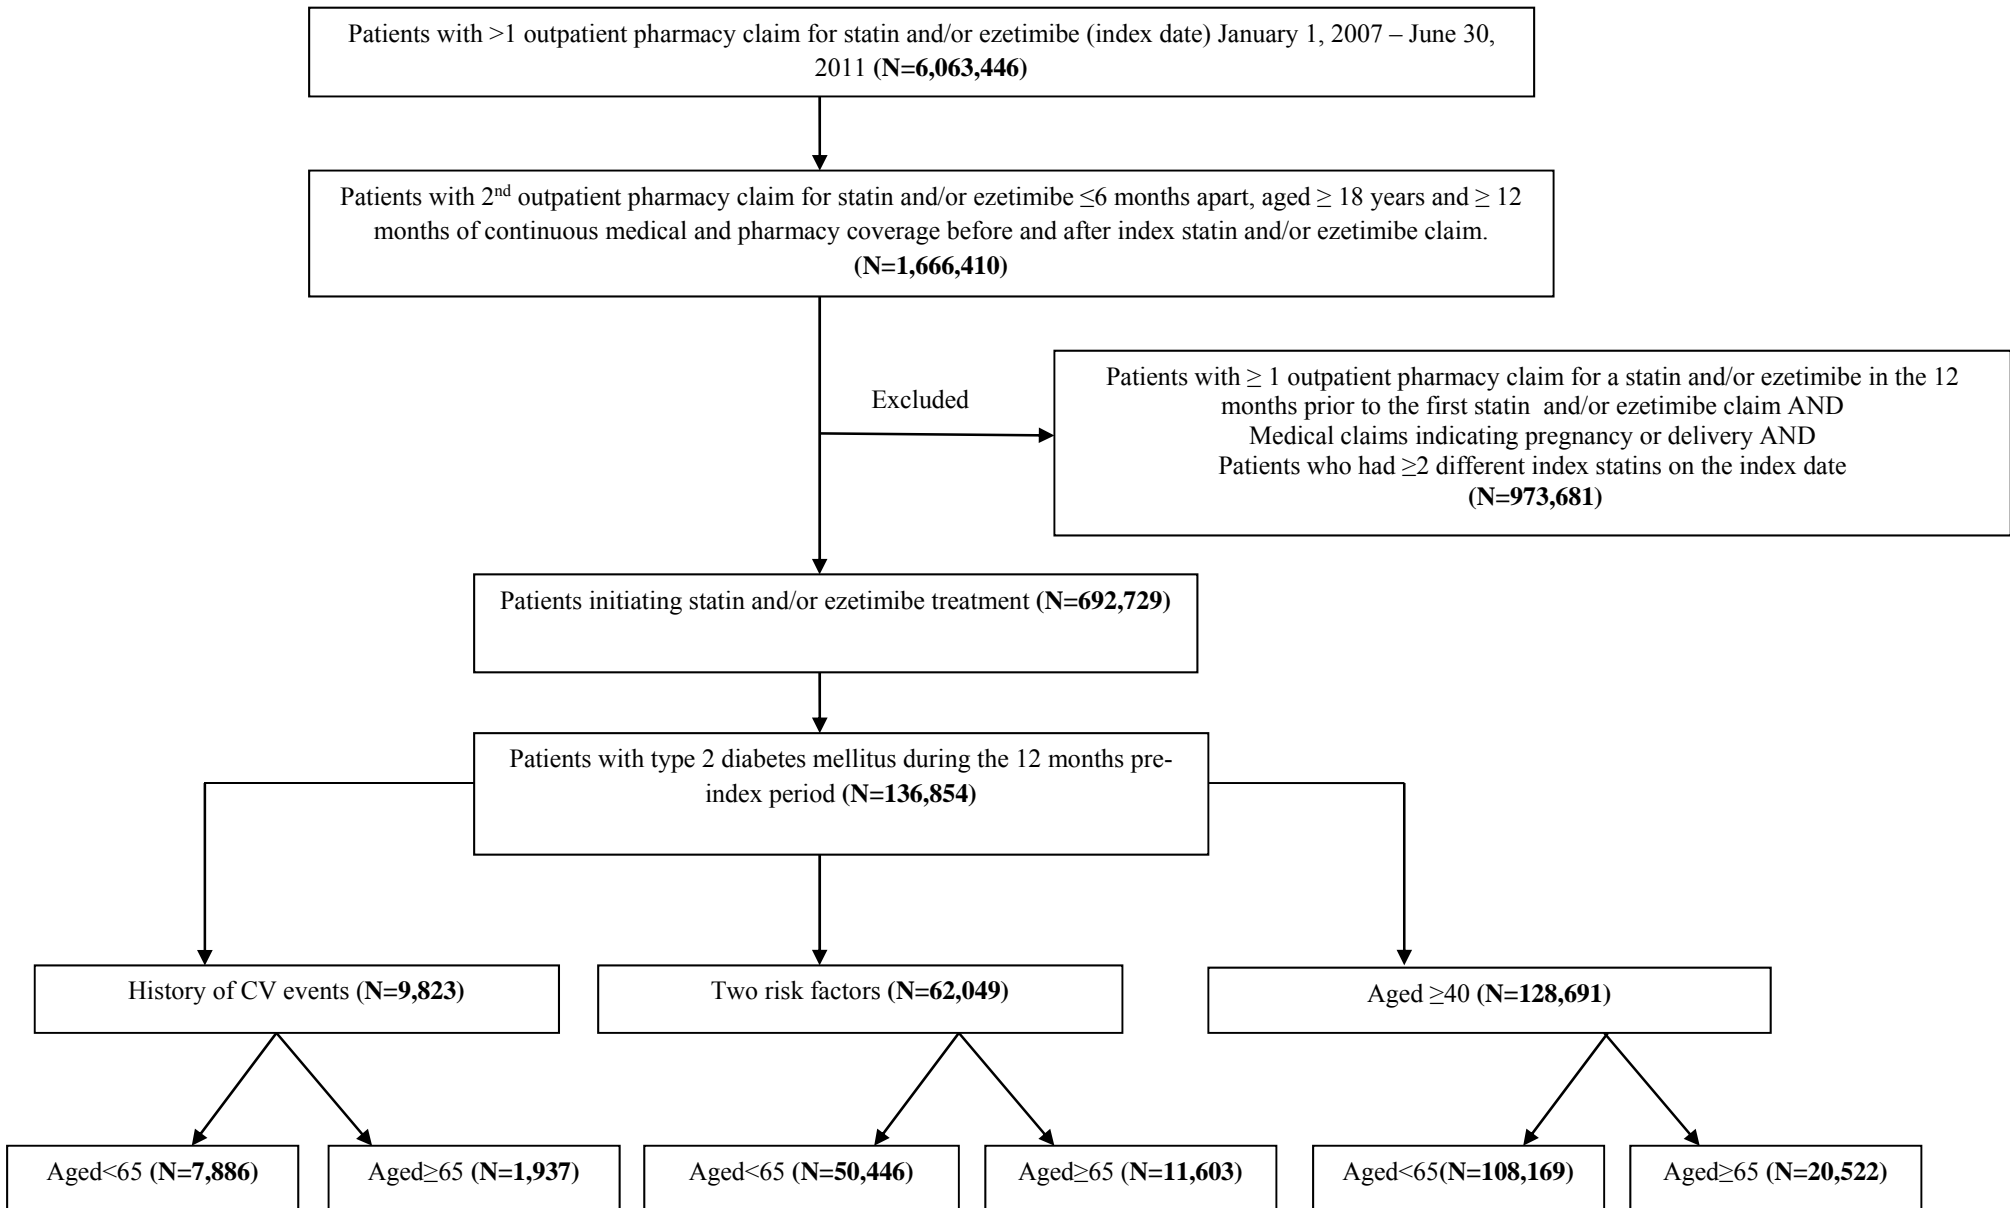 Patients with >1 outpatient pharmacy claim for statin and/or ezetimibe (index date) January 1, 2007 – June 30,
2011 (N=6,063,446)
Patients with 2nd outpatient pharmacy claim for statin and/or ezetimibe ≤6 months apart, aged ≥ 18 years and ≥ 12
months of continuous medical and pharmacy coverage before and after index statin and/or ezetimibe claim.
(N=1,666,410)
Excluded
Patients with ≥ 1 outpatient pharmacy claim for a statin and/or ezetimibe in the 12
months prior to the first statin and/or ezetimibe claim AND
Medical claims indicating pregnancy or delivery AND
Patients who had ≥2 different index statins on the index date
(N=973,681)
Patients initiating statin and/or ezetimibe treatment (N=692,729)
Patients with type 2 diabetes mellitus during the 12 months pre-
index period (N=136,854)
History of CV events (N=9,823)
Two risk factors (N=62,049)
Aged ≥40 (N=128,691)
Aged<65 (N=7,886)
Aged≥65 (N=1,937)
Aged<65 (N=50,446)
Aged≥65 (N=11,603)
Aged<65(N=108,169)
Aged≥65 (N=20,522)